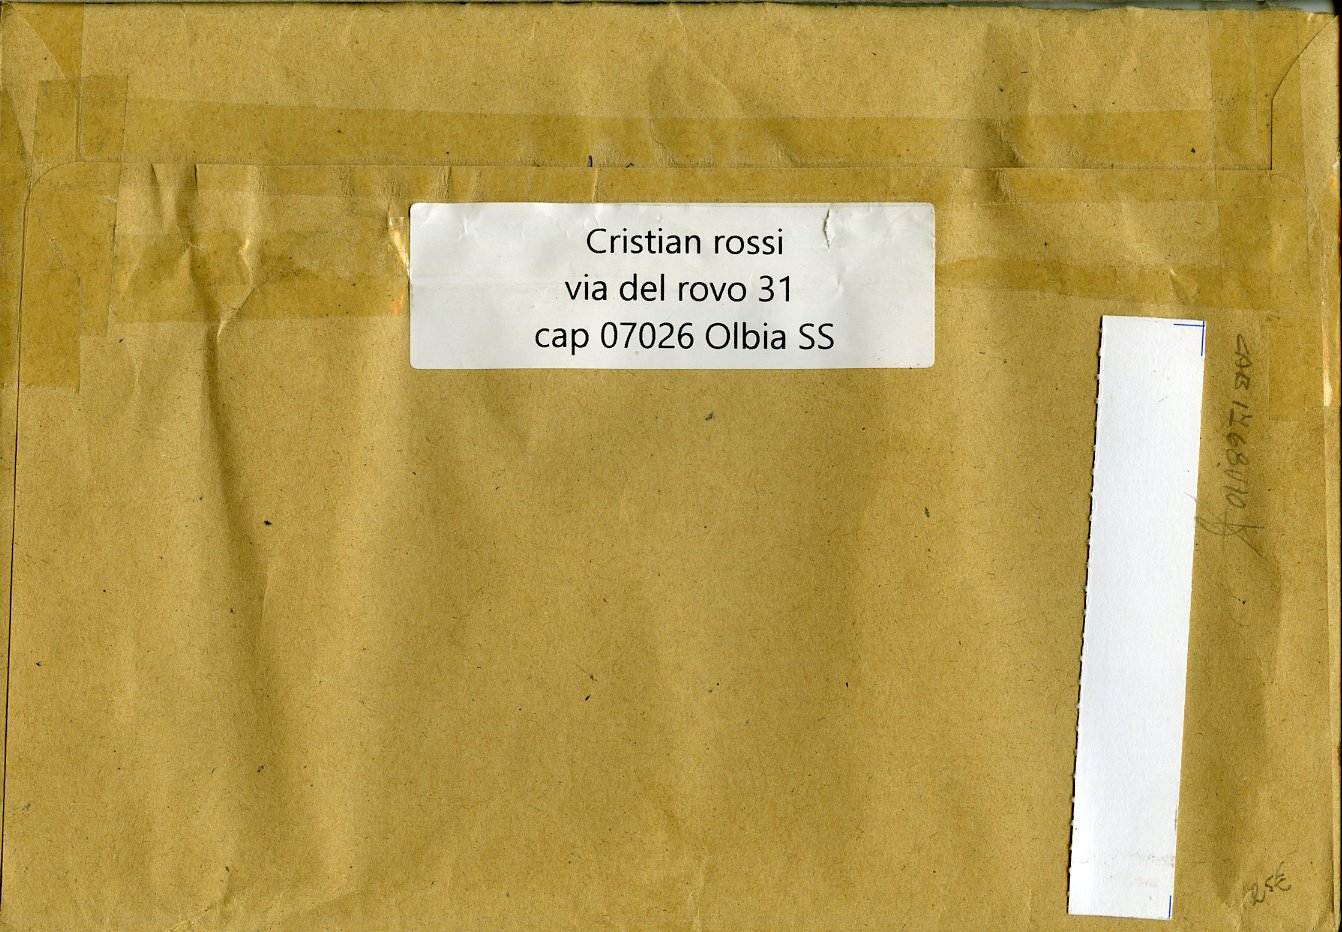 Cristian rossi
via del rovo 31
cap 07026 Olbia SS